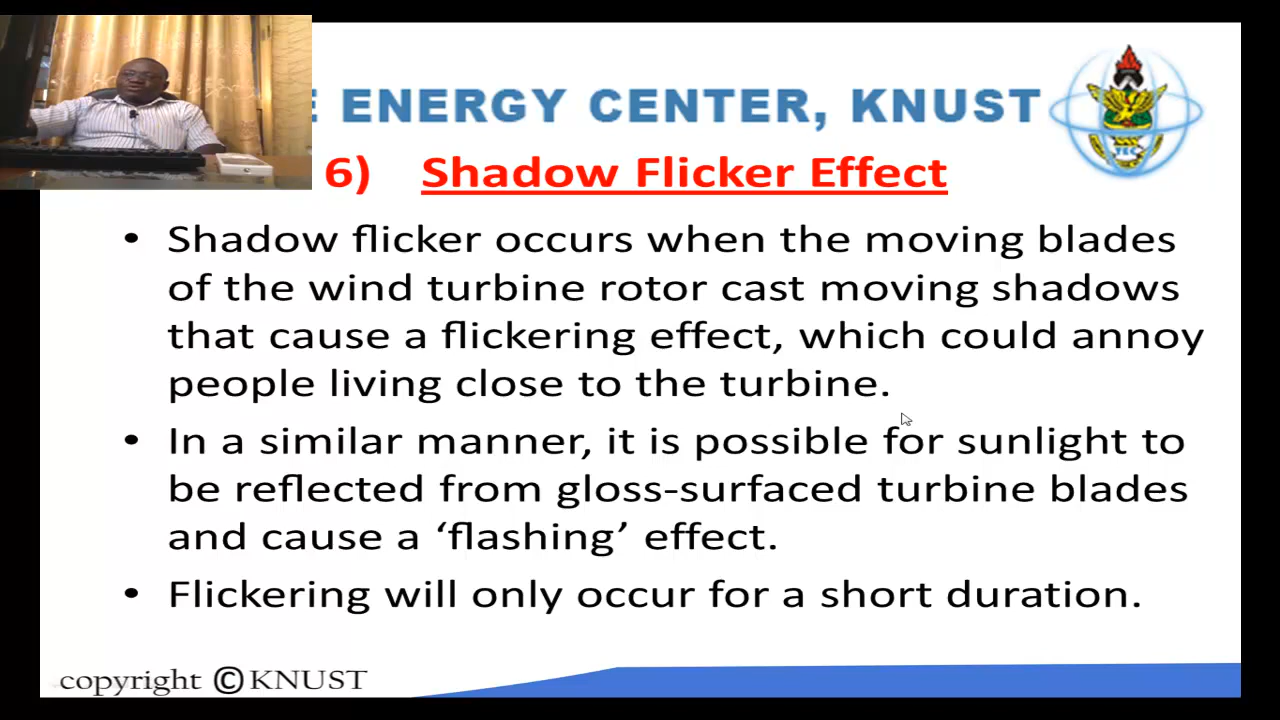 E ENERGY CENTER, KNUST
TEC
6) Shadow Flicker Effect
• Shadow flicker occurs when the moving blades
of the wind turbine rotor cast moving shadows
that cause a flickering effect, which could annoy
people living close to the turbine.
• In a similar manner, it is possible for sunlight to
be reflected from gloss-surfaced turbine blades
and cause a ‘flashing’ effect.
• Flickering will only occur for a short duration.
copyright ©KNUST